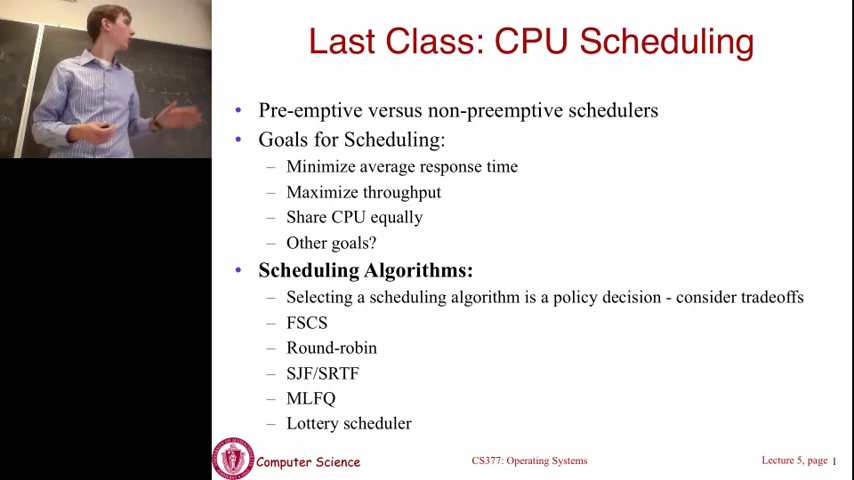 Last Class: CPU Scheduling
• Pre-emptive versus non-preemptive schedulers
• Goals for Scheduling:
– Minimize average response time
– Maximize throughput
– Share CPU equally
– Other goals?
• Scheduling Algorithms:
– Selecting a scheduling algorithm is a policy decision - consider tradeoffs
– FSCS
– Round-robin
– SJF/SRTF
– MLFQ
– Lottery scheduler
Computer Science
CS377: Operating Systems
Lecture 5, page 1